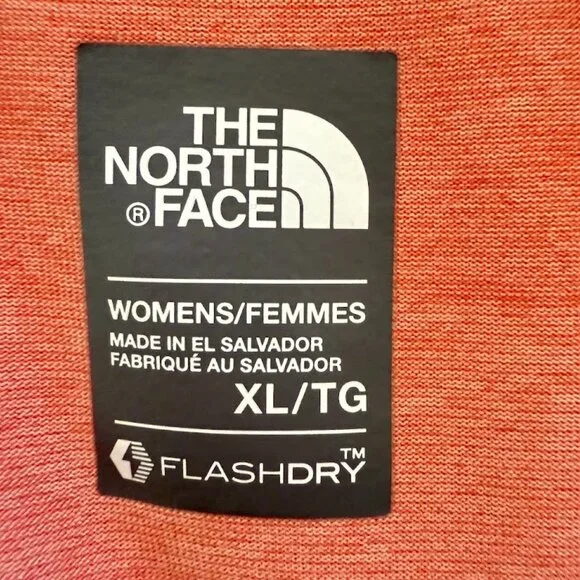 THE
NORTH
®FACE
WOMENS/FEMMES
MADE IN EL SALVADOR
FABRIQUÉ AU SALVADOR
XL/TG
FLASHDRY™